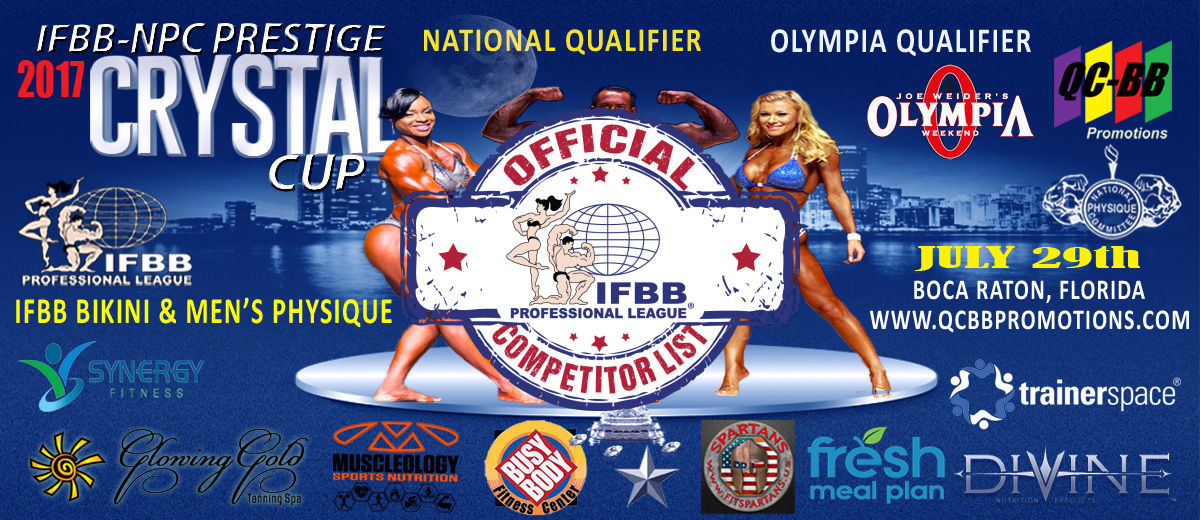 IFBB-NPC PRESTIGE
2017 CRYSTAL
CUP
NATIONAL QUALIFIER
OLYMPIA QUALIFIER
JOE WEIDER'S
OLYMPIA
WEEKEND
QC-BB
Promotions
OFFICIAL
IFBB
PROFESSIONAL LEAGUE®
COMPETITOR LIST
IFBB
PROFESSIONAL LEAGUE
IFBB BIKINI & MEN'S PHYSIQUE
NATIONAL
PHYSIQUE
COMMITTEE
JULY 29th
BOCA RATON, FLORIDA
WWW.QCBBPROMOTIONS.COM
SYNERGY
FITNESS
trainerspace®
Glowing Gold
Tanning Spa
MUSCLEOLOGY
SPORTS NUTRITION
BUSY
BODY
Fitness Center
SPARTANS
WWW.FITSPARTANS.US
fresh
meal plan
DIVINE
NUTRITION PRODUCTS